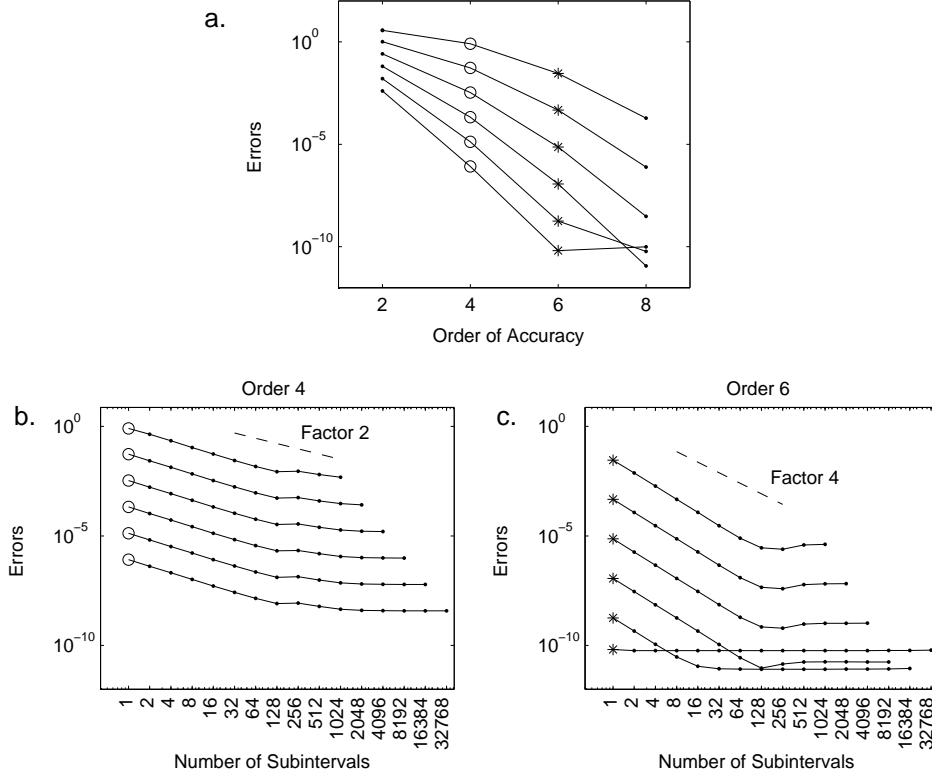 a.
10^0
10^−5
10^−10
Errors
2 4 6 8
Order of Accuracy
b.
Order 4
10^0
10^−5
10^−10
Errors
Factor 2
1 2 4 8 16 32 64 128 256 512 1024 2048 4096 8192 16384 32768
Number of Subintervals
c.
Order 6
10^0
10^−5
10^−10
Errors
Factor 4
1 2 4 8 16 32 64 128 256 512 1024 2048 4096 8192 16384 32768
Number of Subintervals